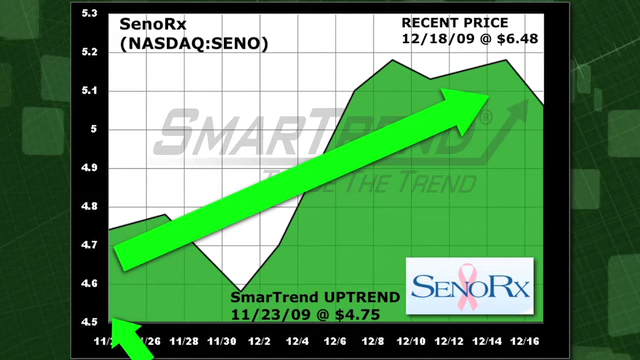 SenoRx
(NASDAQ:SENO)
RECENT PRICE
12/18/09 @ $6.48
5.3
5.2
5.1
5
4.9
4.8
4.7
4.6
4.5
SMARTREND®
THE TREND
SmarTrend UPTREND
11/23/09 @ $4.75
SENORX
11/26 11/28 11/30 12/2 12/4 12/6 12/8 12/10 12/12 12/14 12/16